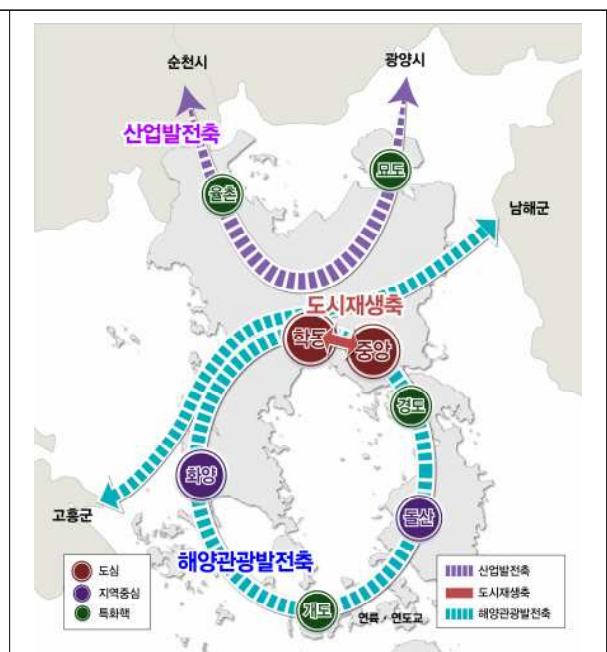 순천시
광양시
산업발전축
묘도
율촌
남해군
도시재생축
학동
중앙
경도
화양
고흥군
돌산
해양관광발전축
개도
연륙 · 연도교
도심
지역중심
특화핵
산업발전축
도시재생축
해양관광발전축